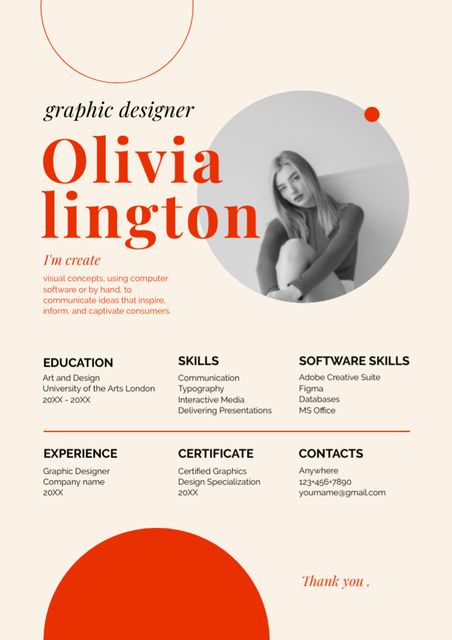 graphic designer
Olivia
lington
I'm create
visual concepts, using computer
software or by hand, to
communicate ideas that inspire,
inform, and captivate consumers.
EDUCATION
Art and Design
University of the Arts London
20XX - 20XX
SKILLS
Communication
Typography
Interactive Media
Delivering Presentations
SOFTWARE SKILLS
Adobe Creative Suite
Figma
Databases
MS Office
EXPERIENCE
Graphic Designer
Company name
20XX
CERTIFICATE
Certified Graphics
Design Specialization
20XX
CONTACTS
Anywhere
123+456+7890
yourname@gmail.com
Thank you .